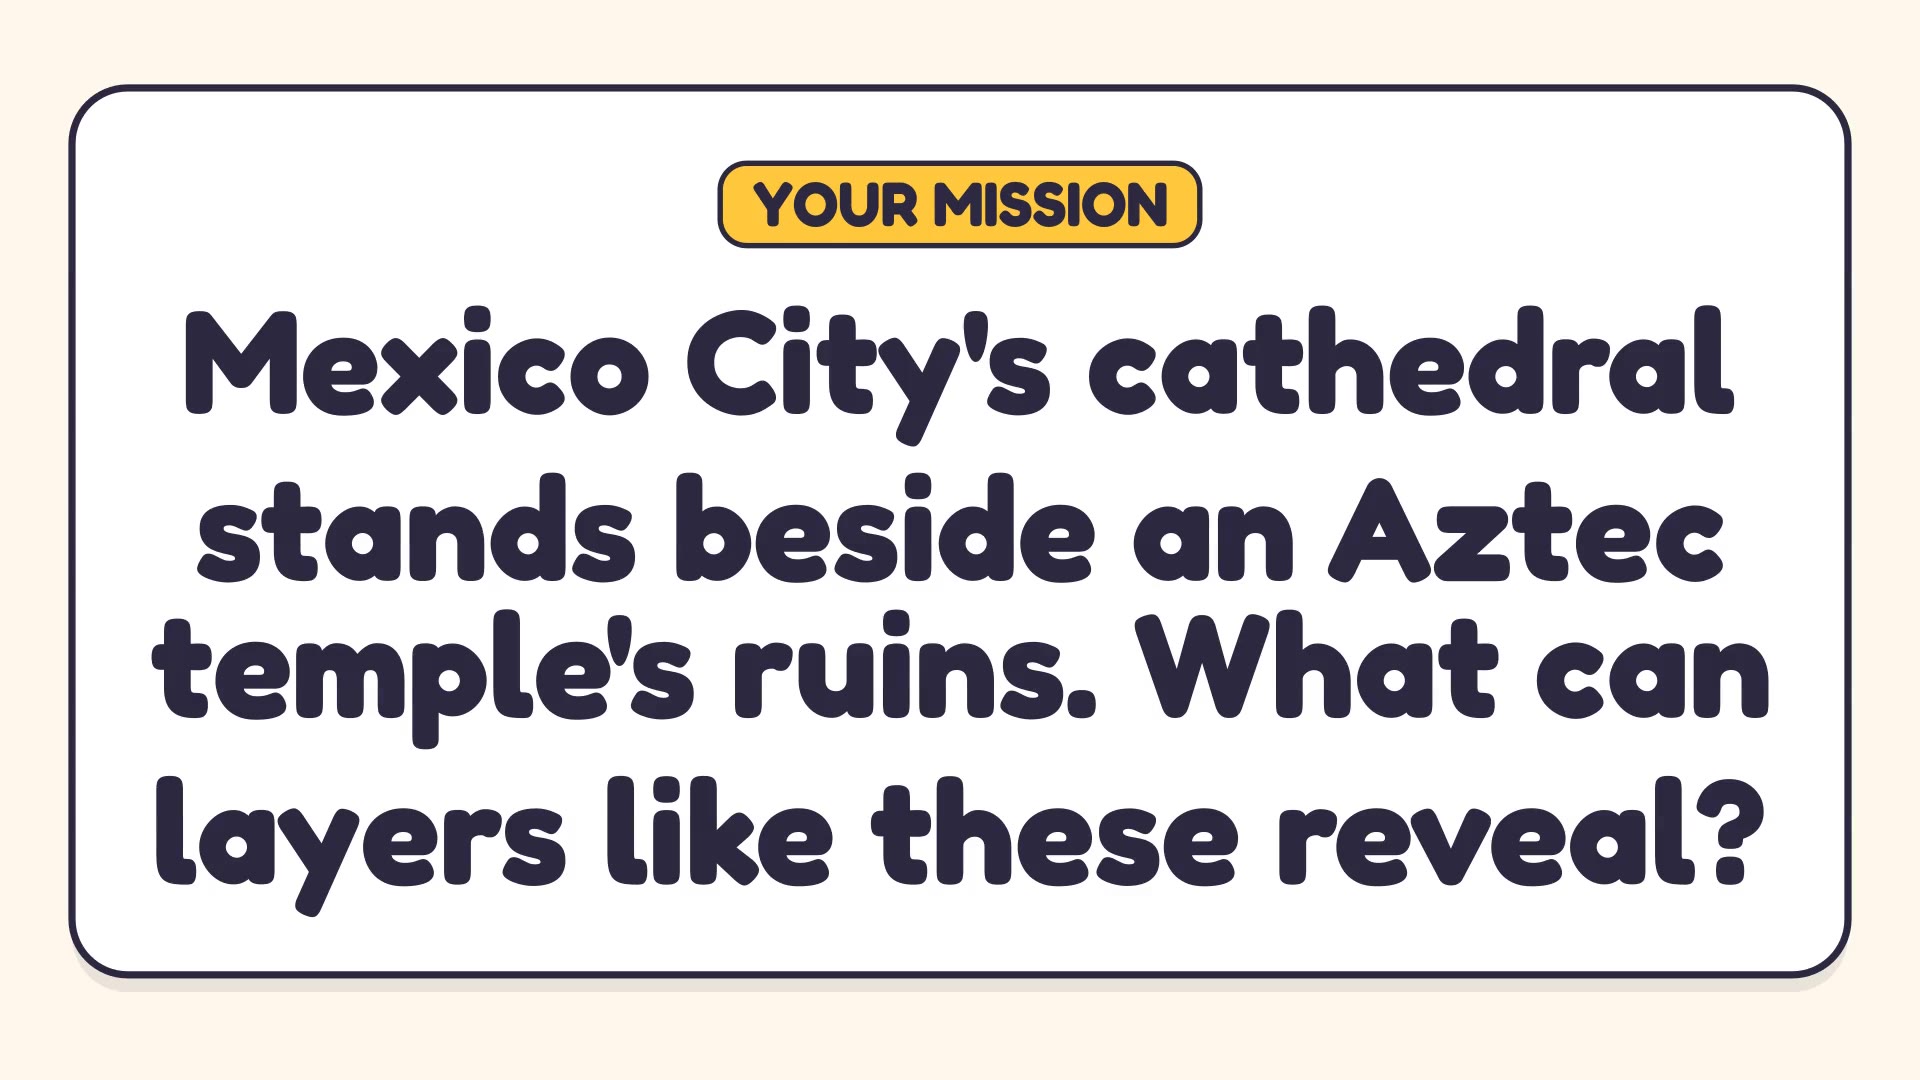 YOUR MISSION
Mexico City's cathedral
stands beside an Aztec
temple's ruins. What can
layers like these reveal?